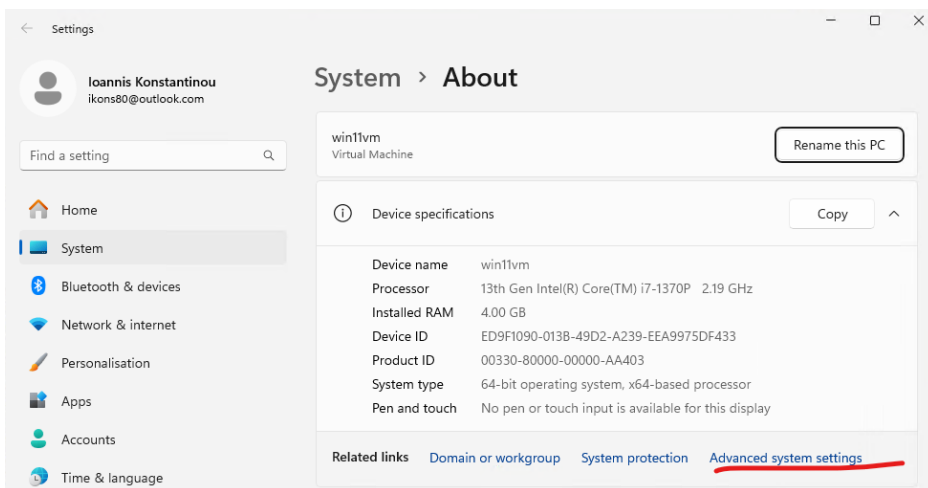 Settings
Ioannis Konstantinou
ikons80@outlook.com
Find a setting
Home
System
Bluetooth & devices
Network & internet
Personalisation
Apps
Accounts
Time & language
System > About
win11vm
Virtual Machine
Rename this PC
Device specifications
Copy
Device name win11vm
Processor 13th Gen Intel(R) Core(TM) i7-1370P 2.19 GHz
Installed RAM 4.00 GB
Device ID ED9F1090-013B-49D2-A239-EEA9975DF433
Product ID 00330-80000-00000-AA403
System type 64-bit operating system, x64-based processor
Pen and touch No pen or touch input is available for this display
Related links Domain or workgroup System protection Advanced system settings